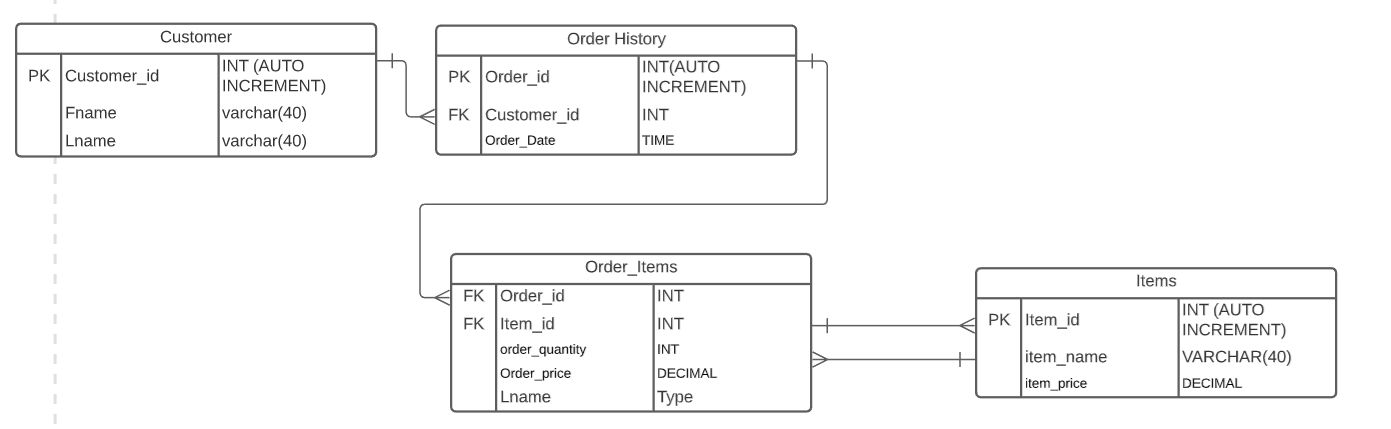 Customer
PK Customer_id INT (AUTO
INCREMENT)
Fname varchar(40)
Lname varchar(40)
Order History
PK Order_id INT(AUTO
INCREMENT)
FK Customer_id INT
Order_Date TIME
Order_Items
FK Order_id INT
FK Item_id INT
order_quantity INT
Order_price DECIMAL
Lname Type
Items
PK Item_id INT (AUTO
INCREMENT)
item_name VARCHAR(40)
item_price DECIMAL